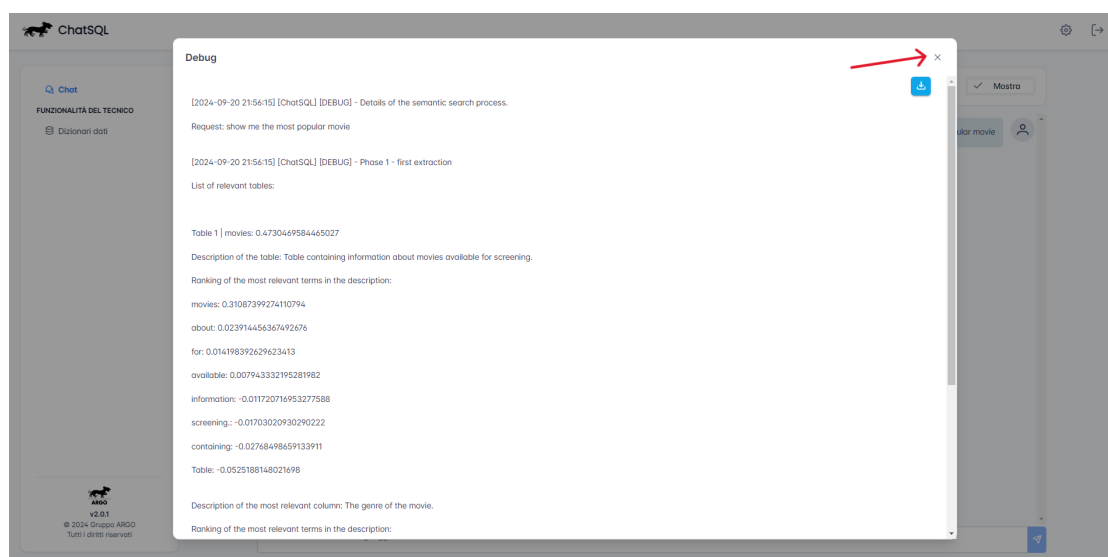 ChatSQL
Debug
Chat
FUNZIONALITÀ DEL TECNICO
Dizionari dati
Mostra
ular movie
[2024-09-20 21:56:15] [ChatSQL] [DEBUG] - Details of the semantic search process.
Request: show me the most popular movie
[2024-09-20 21:56:15] [ChatSQL] [DEBUG] - Phase 1 - first extraction
List of relevant tables:
Table 1 | movies: 0.4730469584465027
Description of the table: Table containing information about movies available for screening.
Ranking of the most relevant terms in the description:
movies: 0.31087399274110794
about: 0.023914456367492676
for: 0.014198392629623413
available: 0.007943332195281982
information: -0.011720716953277588
screening.: -0.01703020930290222
containing: -0.02768498659133911
Table: -0.0525188148021698
Description of the most relevant column: The genre of the movie.
Ranking of the most relevant terms in the description:
ARGO
v2.0.1
© 2024 Gruppo ARGO
Tutti i diritti riservati